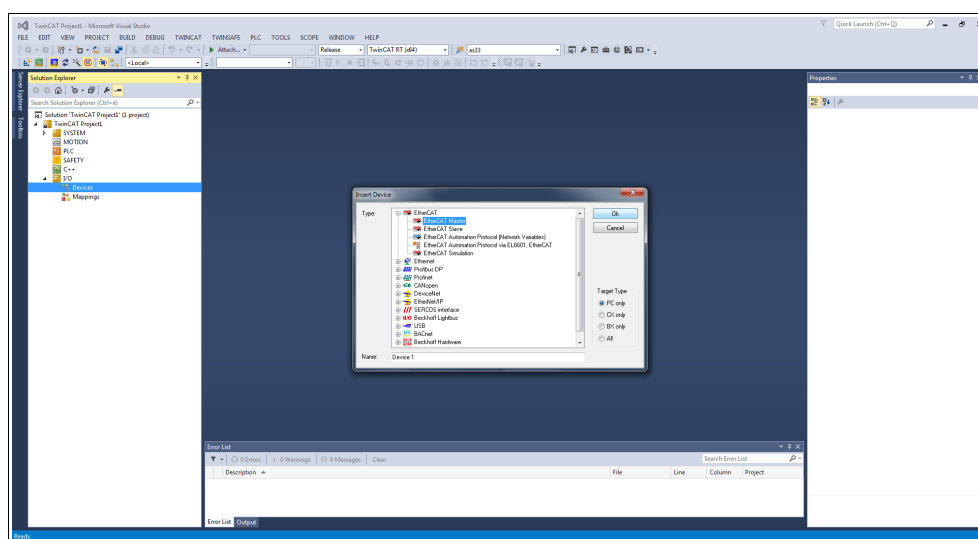 TwinCAT Project1 - Microsoft Visual Studio
Quick Launch (Ctrl+Q)
FILE EDIT VIEW PROJECT BUILD DEBUG TWINCAT TWINSAFE PLC TOOLS SCOPE WINDOW HELP
Attach... Release TwinCAT RT (x64) as33
<Local>
Server Explorer
Toolbox
Solution Explorer
Search Solution Explorer (Ctrl+è)
Solution 'TwinCAT Project1' (1 project)
TwinCAT Project1
SYSTEM
MOTION
PLC
SAFETY
C++
I/O
Devices
Mappings
Insert Device
Type:
EtherCAT
EtherCAT Master
EtherCAT Slave
EtherCAT Automation Protocol (Network Variables)
EtherCAT Automation Protocol via EL6601, EtherCAT
EtherCAT Simulation
Ethernet
Profibus DP
Profinet
CANopen
DeviceNet
EtherNet/IP
SERCOS interface
Beckhoff Lightbus
USB
BACnet
Beckhoff Hardware
Name: Device 1
Ok
Cancel
Target Type
PC only
CX only
BX only
All
Properties
Error List
0 Errors 0 Warnings 0 Messages Clear
Search Error List
Description File Line Column Project
Error List Output
Ready